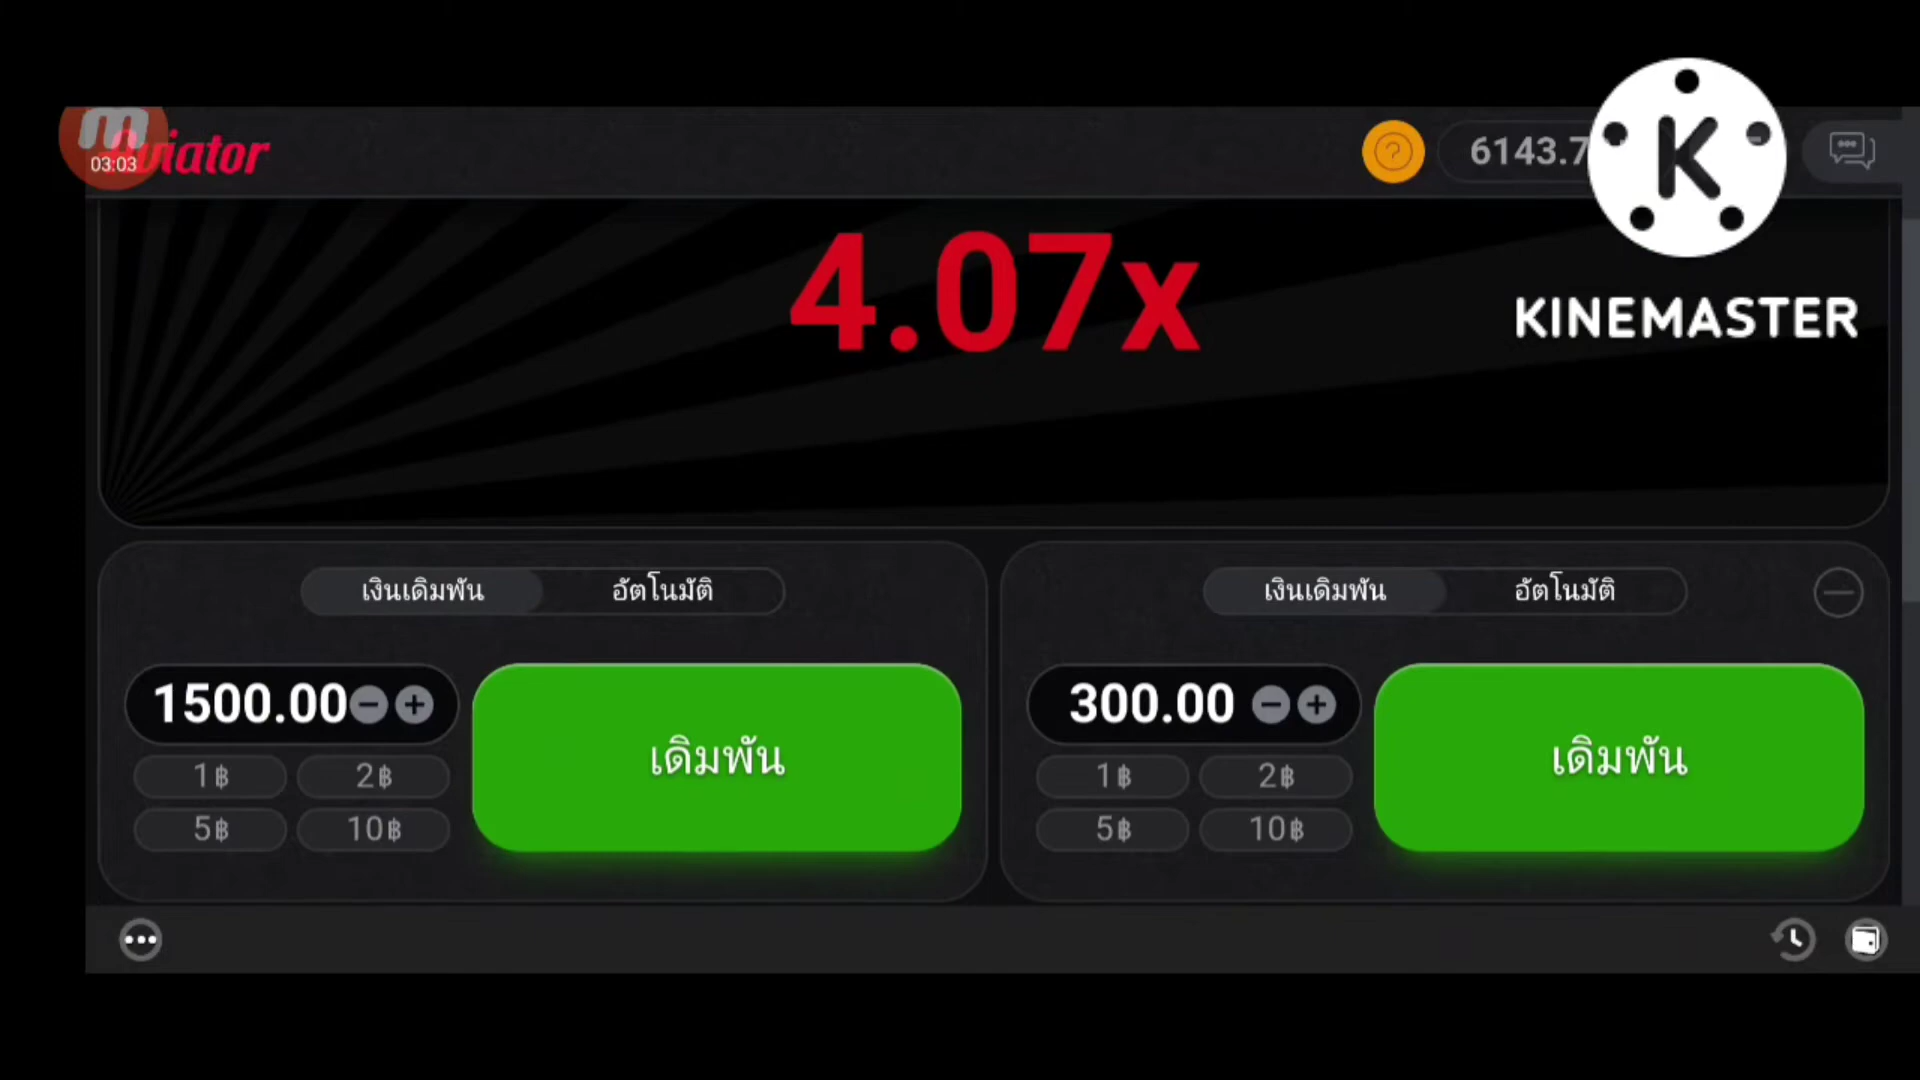 03:03
Aviator
6143.7
K
KINEMASTER
4.07x
เงินเดิมพัน อัตโนมัติ
1500.00
เดิมพัน
1฿ 2฿
5฿ 10฿
เงินเดิมพัน อัตโนมัติ
300.00
เดิมพัน
1฿ 2฿
5฿ 10฿